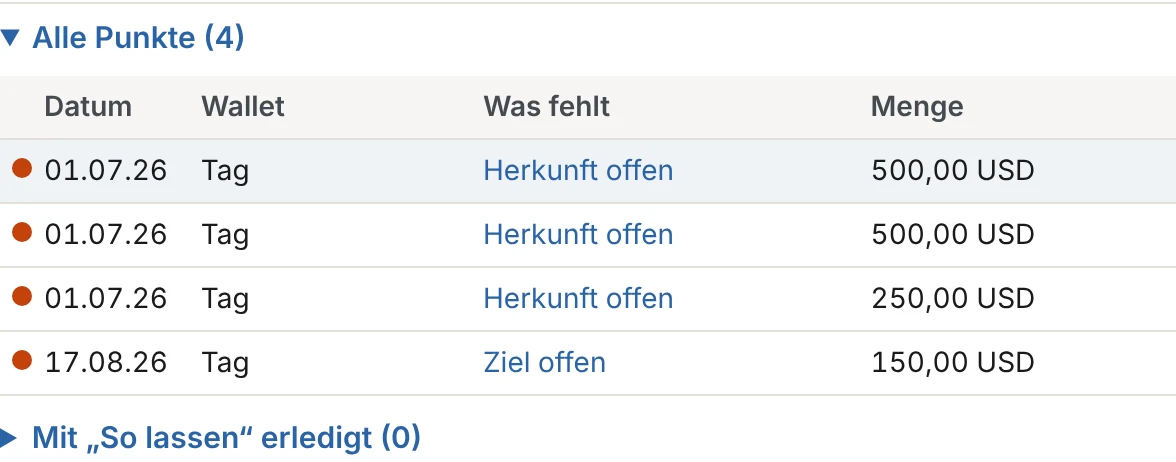 Alle Punkte (4)
Datum Wallet Was fehlt Menge
01.07.26 Tag Herkunft offen 500,00 USD
01.07.26 Tag Herkunft offen 500,00 USD
01.07.26 Tag Herkunft offen 250,00 USD
17.08.26 Tag Ziel offen 150,00 USD
Mit „So lassen“ erledigt (0)